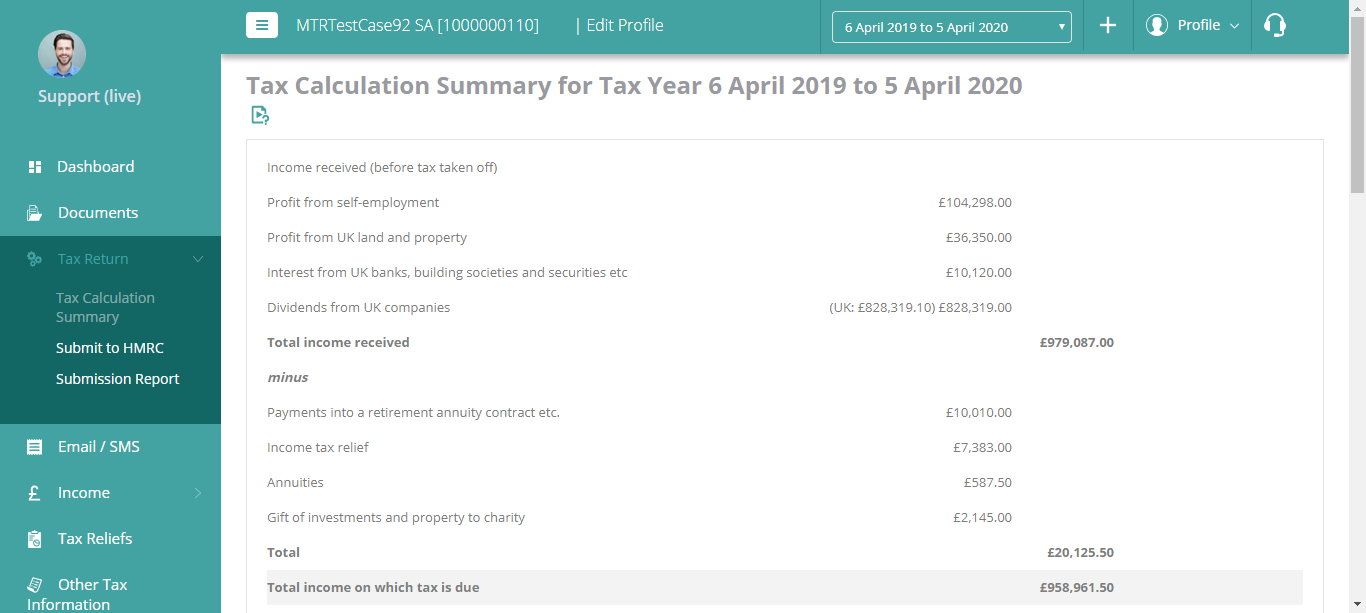 MTRTestCase92 SA [1000000110] | Edit Profile
6 April 2019 to 5 April 2020
Profile
Support (live)
Dashboard
Documents
Tax Return
Tax Calculation
Summary
Submit to HMRC
Submission Report
Email / SMS
Income
Tax Reliefs
Other Tax
Information
Tax Calculation Summary for Tax Year 6 April 2019 to 5 April 2020
Income received (before tax taken off)
Profit from self-employment £104,298.00
Profit from UK land and property £36,350.00
Interest from UK banks, building societies and securities etc £10,120.00
Dividends from UK companies (UK: £828,319.10) £828,319.00
Total income received £979,087.00
minus
Payments into a retirement annuity contract etc. £10,010.00
Income tax relief £7,383.00
Annuities £587.50
Gift of investments and property to charity £2,145.00
Total £20,125.50
Total income on which tax is due £958,961.50